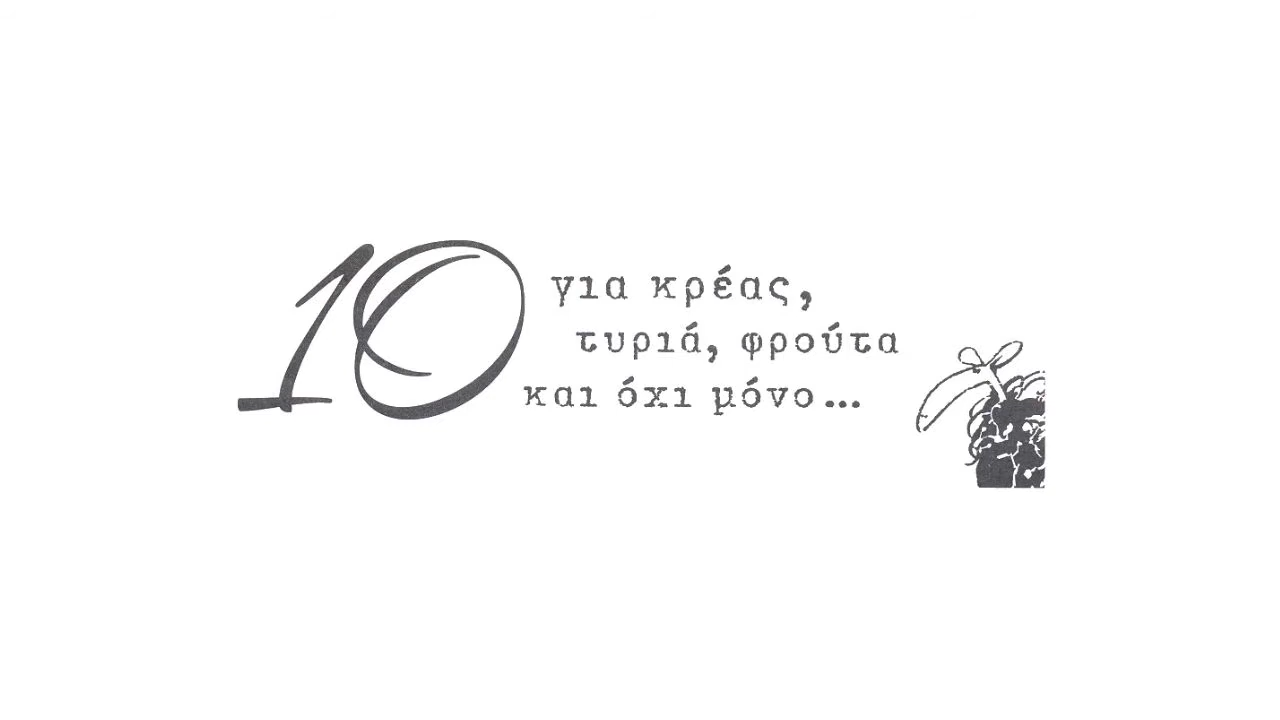 10 για κρέας,
τυριά, φρούτα
και όχι μόνο...